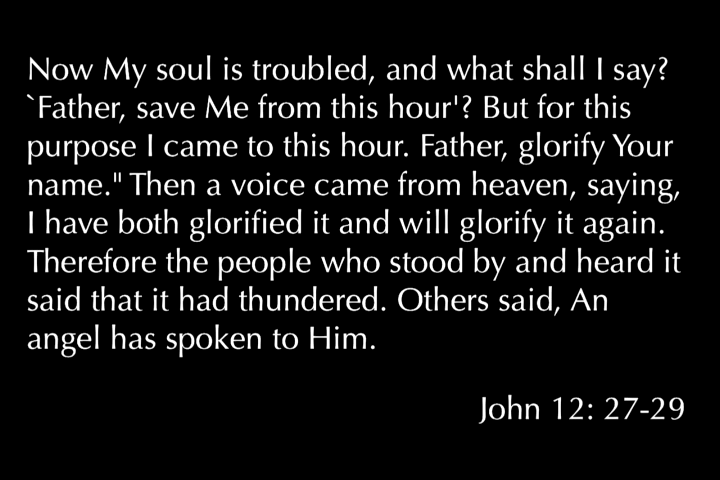 Now My soul is troubled, and what shall I say?
`Father, save Me from this hour'? But for this
purpose I came to this hour. Father, glorify Your
name." Then a voice came from heaven, saying,
I have both glorified it and will glorify it again.
Therefore the people who stood by and heard it
said that it had thundered. Others said, An
angel has spoken to Him.
John 12: 27-29